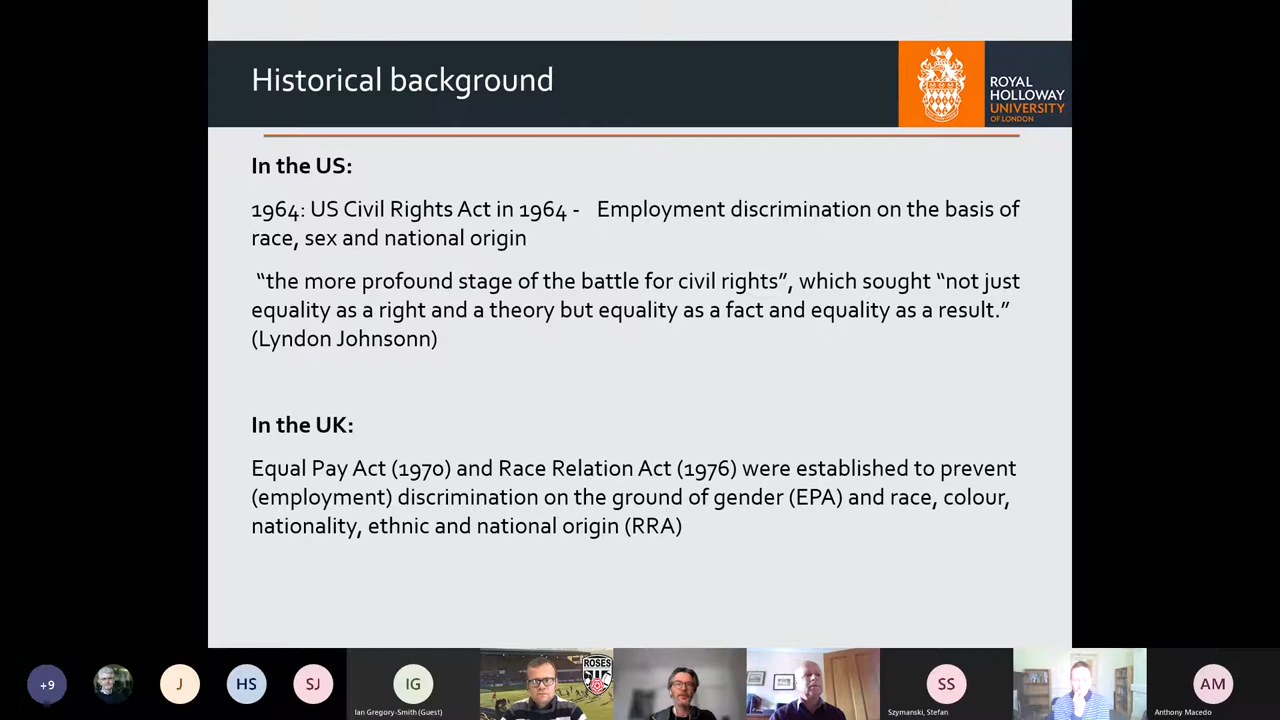 Historical background
ROYAL
HOLLOWAY
UNIVERSITY
OF LONDON
In the US:
1964: US Civil Rights Act in 1964 -   Employment discrimination on the basis of
race, sex and national origin
“the more profound stage of the battle for civil rights”, which sought “not just
equality as a right and a theory but equality as a fact and equality as a result.”
(Lyndon Johnsonn)
In the UK:
Equal Pay Act (1970) and Race Relation Act (1976) were established to prevent
(employment) discrimination on the ground of gender (EPA) and race, colour,
nationality, ethnic and national origin (RRA)
+9
J
HS
SJ
IG
Ian Gregory-Smith (Guest)
ROSES
SS
Szymanski, Stefan
AM
Anthony Macedo